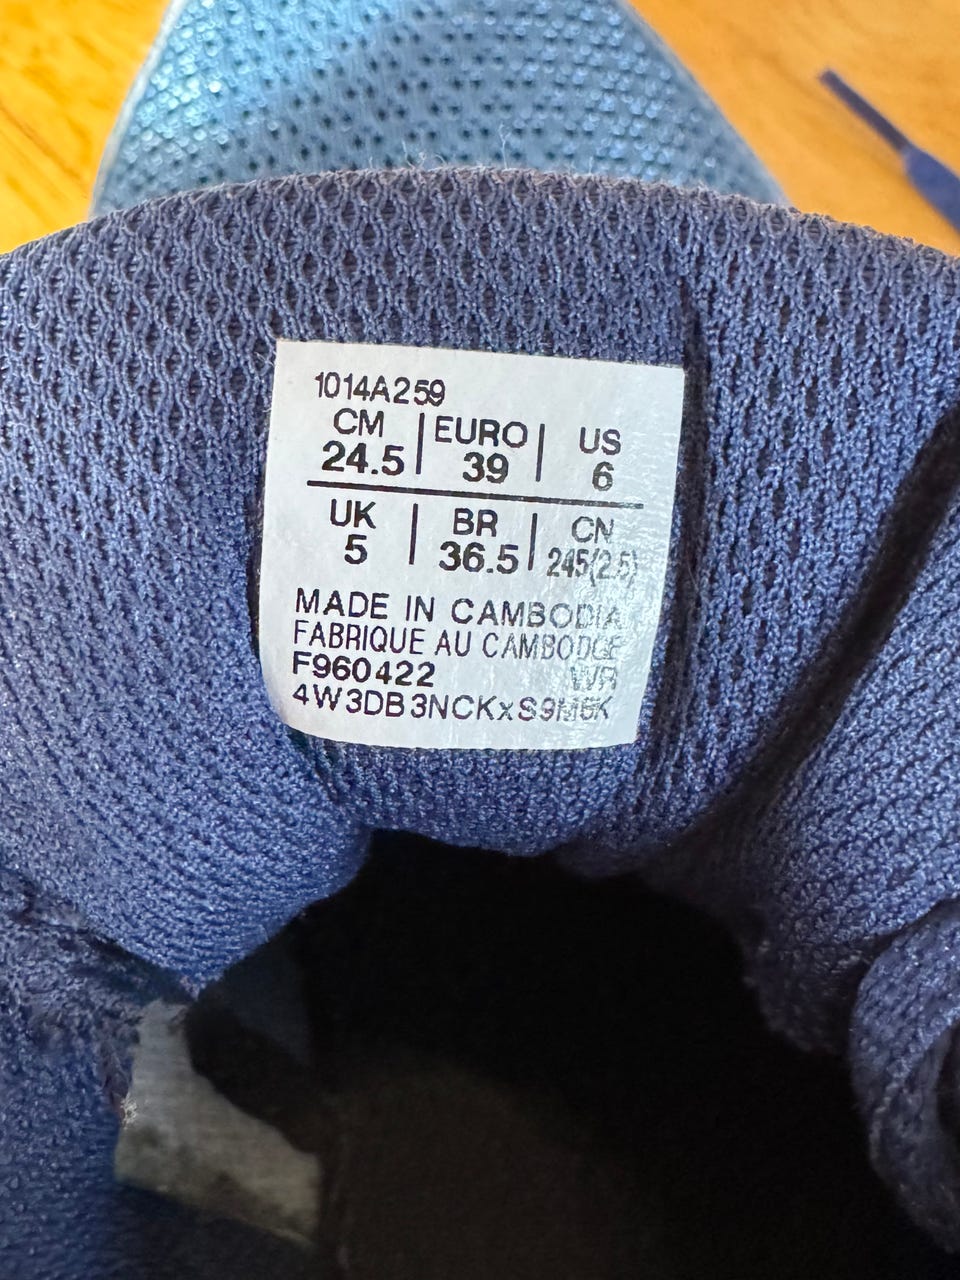 1014A259
CM | EURO | US
24.5 | 39 | 6
UK | BR | CN
5 | 36.5 | 245(2.5)
MADE IN CAMBODIA
FABRIQUE AU CAMBODGE
F960422 WR
4W3DB3NCKxS9M6K